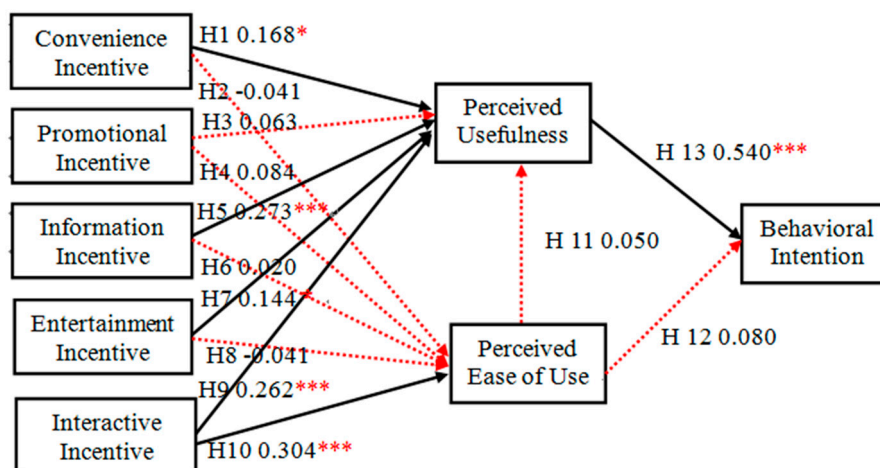 Convenience
Incentive
Promotional
Incentive
Information
Incentive
Entertainment
Incentive
Interactive
Incentive
H1 0.168*
H2 -0.041
H3 0.063
H4 0.084
H5 0.273***
H6 0.020
H7 0.144*
H8 -0.041
H9 0.262***
H10 0.304***
Perceived
Usefulness
H 11 0.050
Perceived
Ease of Use
H 13 0.540***
H 12 0.080
Behavioral
Intention